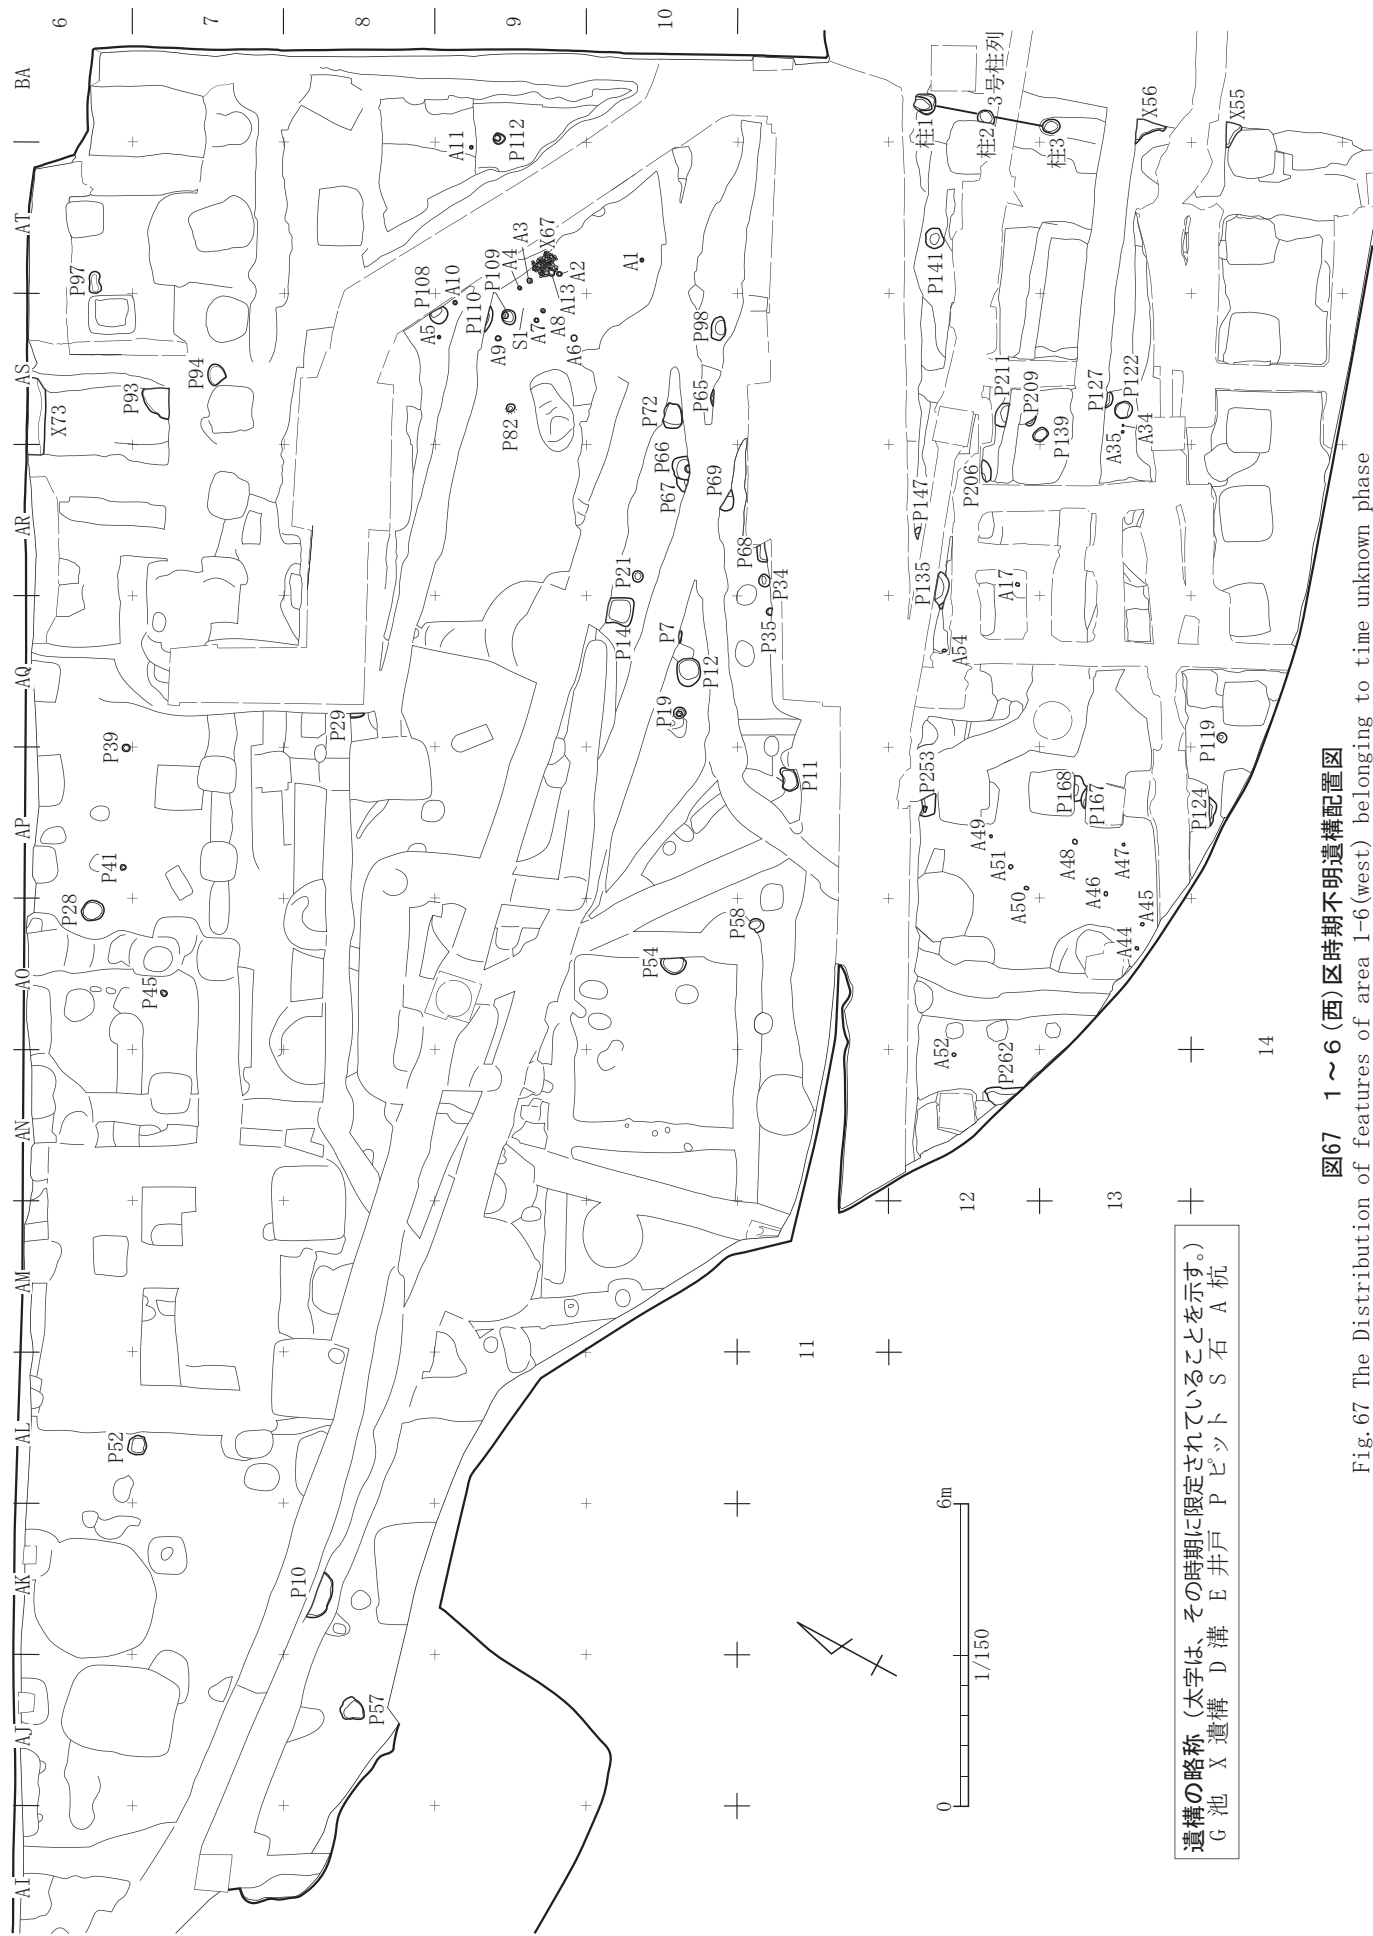 AI
AJ
AK
AL
AM
AN
AO
AP
AQ
AR
AS
AT
BA
6
7
8
9
10
11
12
13
14
X73
P97
P93
P94
P39
P41
P28
P45
P52
P10
P57
P29
A11
P112
P108
A10
A5
P110
P109
A4
A3
X67
A2
A13
A8
A7
S1
A9
A6
A1
P82
P98
P65
P72
P66
P67
P69
P68
P34
P35
P21
P14
P7
P12
P19
P11
P58
P54
柱1
柱2
柱3
3号柱列
X56
X55
P141
P211
P209
P139
P127
P122
A35
A34
P206
P147
P135
A17
A54
P253
P168
P167
P119
P124
A49
A51
A50
A48
A46
A47
A45
A44
A52
P262
0
6m
1/150
遺構の略称（太字は、その時期に限定されていることを示す。）
G 池 X 遺構 D 溝 E 井戸 P ピット S 石 A 杭
図67 1～6（西）区時期不明遺構配置図
Fig.67 The Distribution of features of area 1-6(west) belonging to time unknown phase